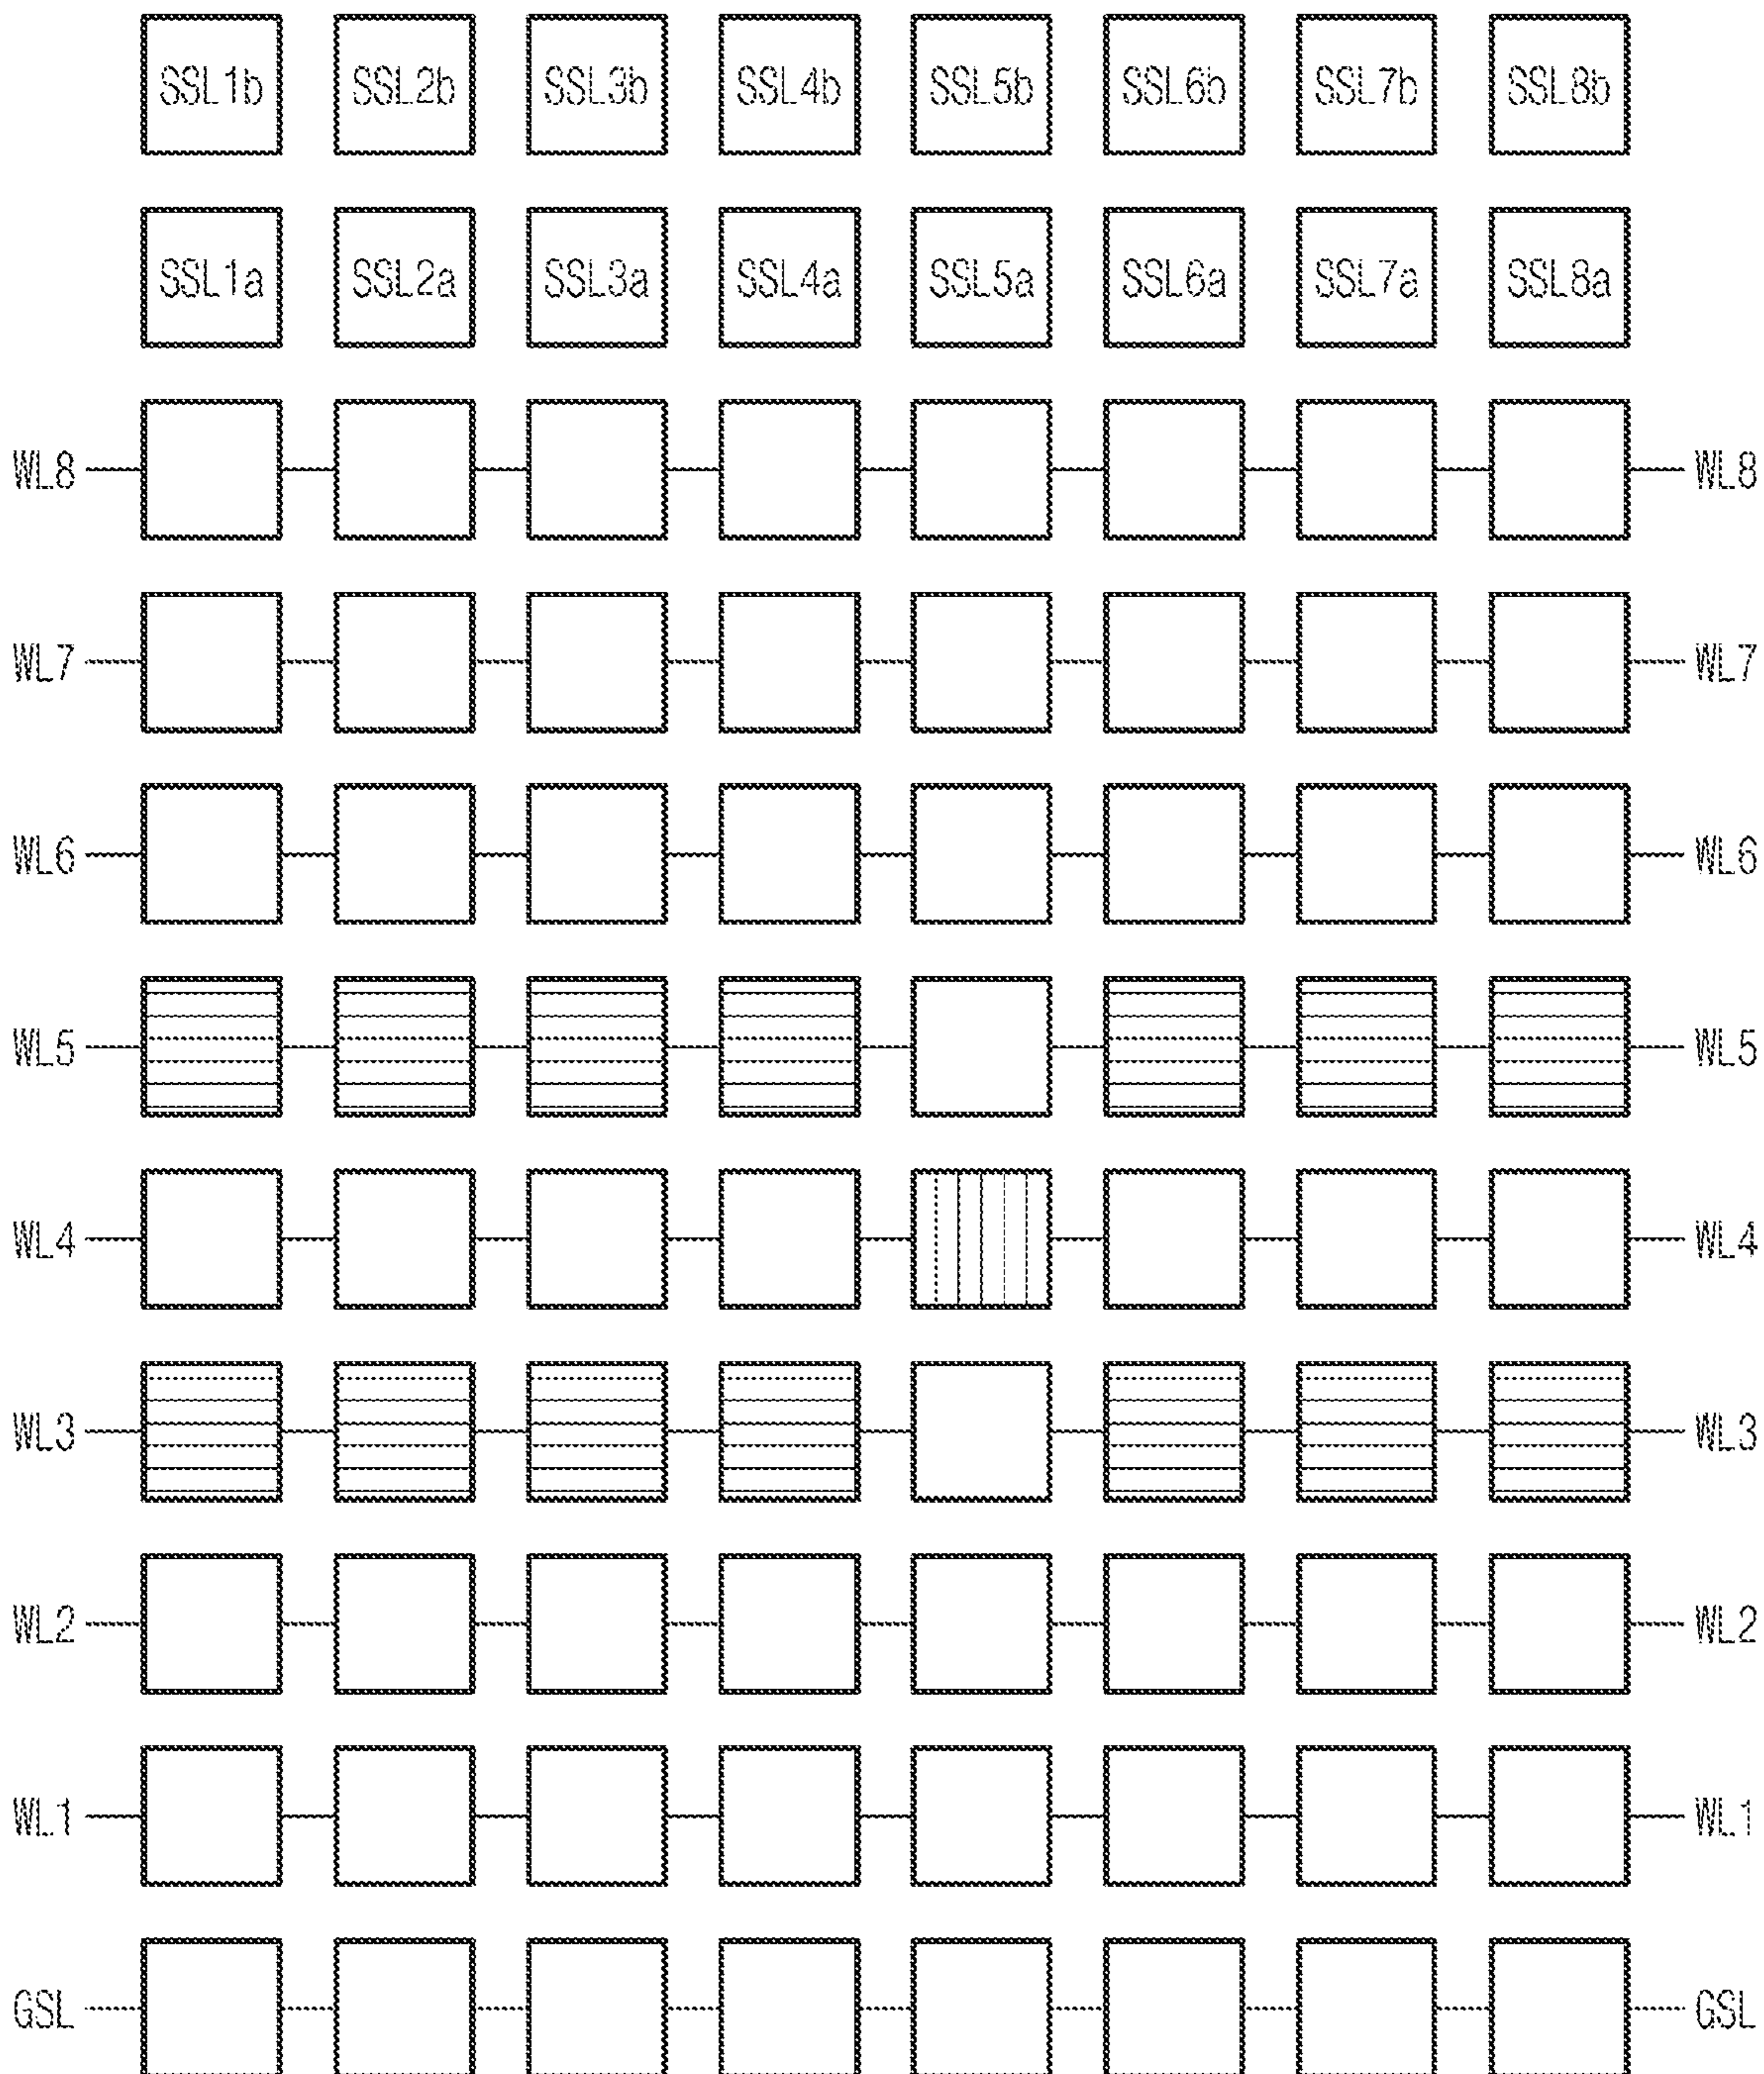 SSL1b SSL2b SSL3b SSL4b SSL5b SSL6b SSL7b SSL8b
SSL1a SSL2a SSL3a SSL4a SSL5a SSL6a SSL7a SSL8a
WL8 WL8
WL7 WL7
WL6 WL6
WL5 WL5
WL4 WL4
WL3 WL3
WL2 WL2
WL1 WL1
GSL GSL